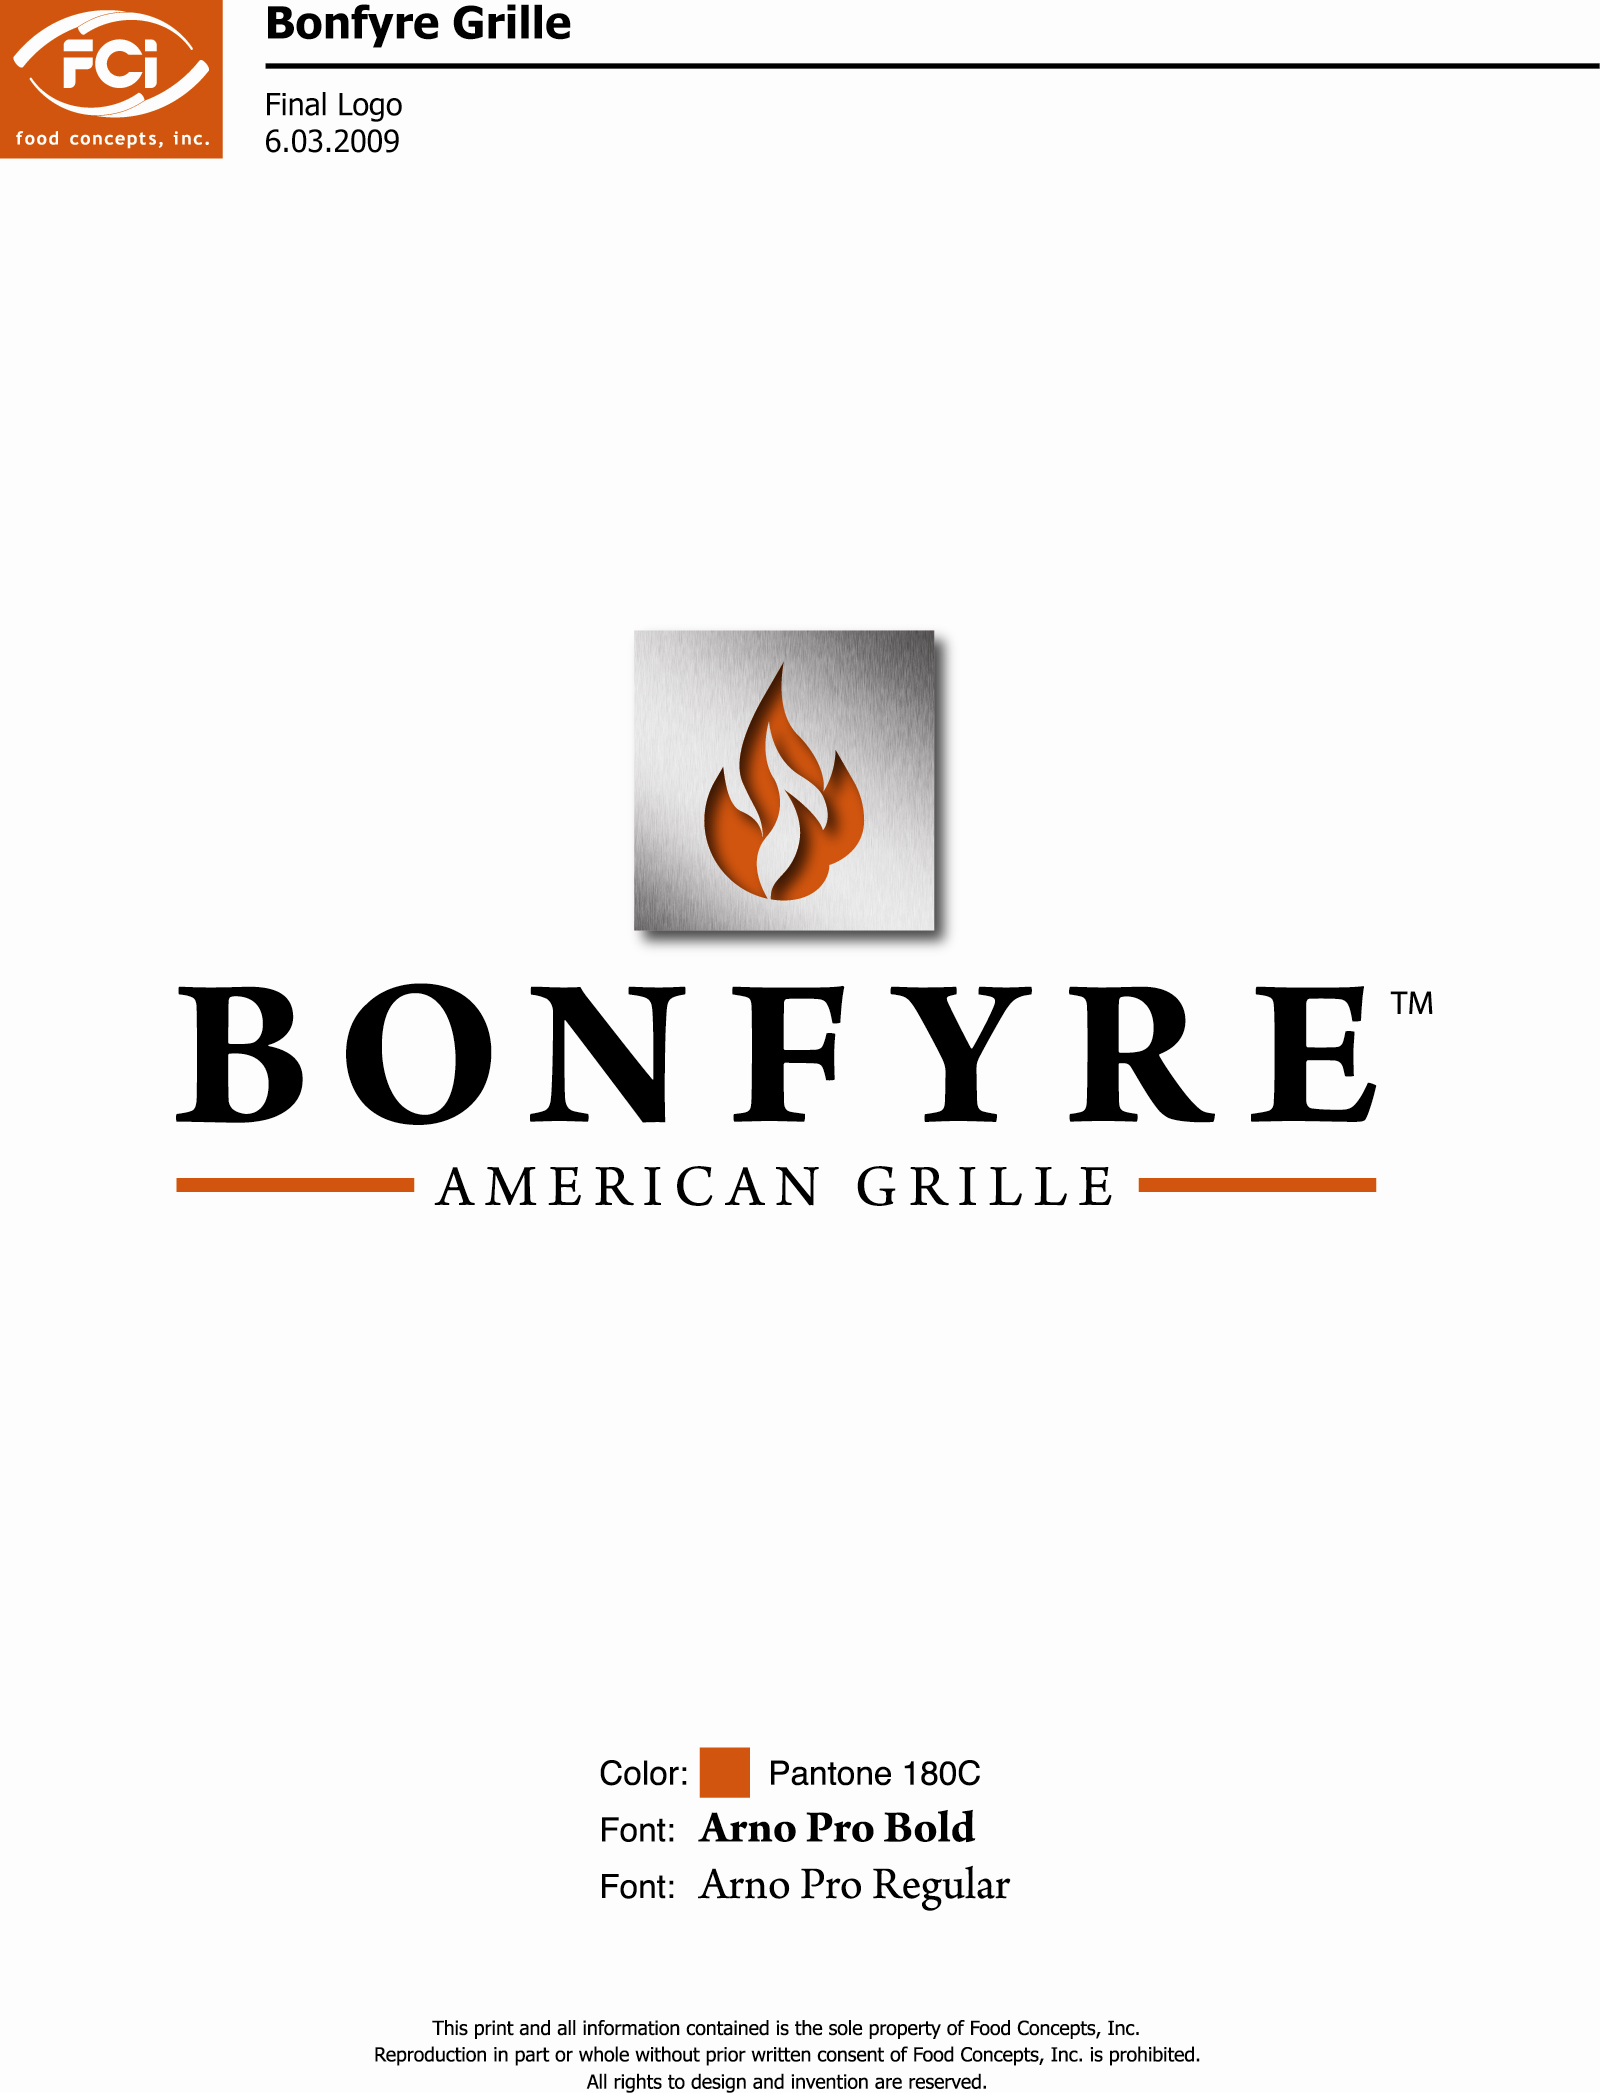 FCi
food concepts, inc.
Bonfyre Grille
Final Logo
6.03.2009
BONFYRE™
AMERICAN GRILLE
Color: Pantone 180C
Font: Arno Pro Bold
Font: Arno Pro Regular
This print and all information contained is the sole property of Food Concepts, Inc.
Reproduction in part or whole without prior written consent of Food Concepts, Inc. is prohibited.
All rights to design and invention are reserved.